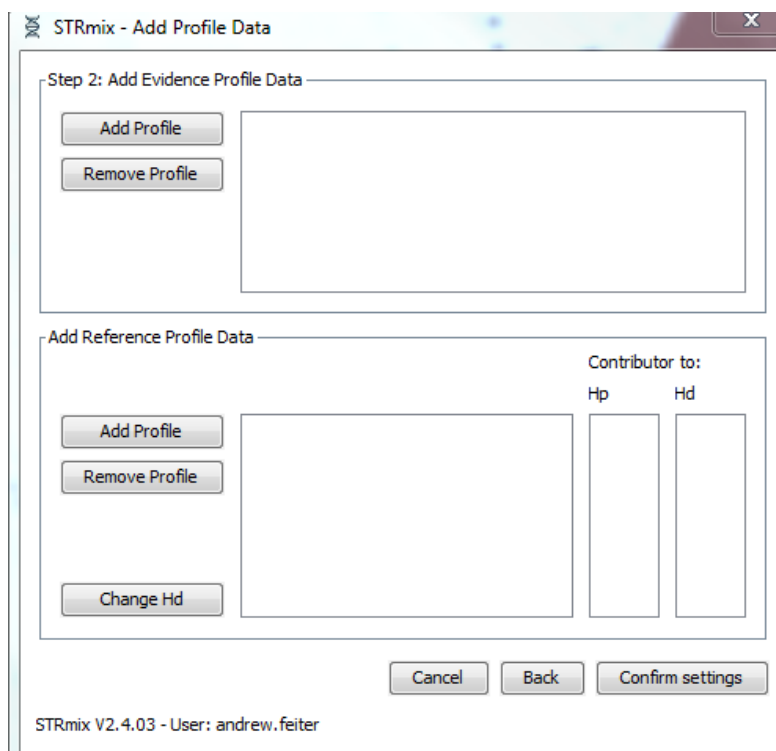 STRmix - Add Profile Data
X
Step 2: Add Evidence Profile Data
Add Profile
Remove Profile
Add Reference Profile Data
Contributor to:
Hp Hd
Add Profile
Remove Profile
Change Hd
Cancel Back Confirm settings
STRmix V2.4.03 - User: andrew.feiter